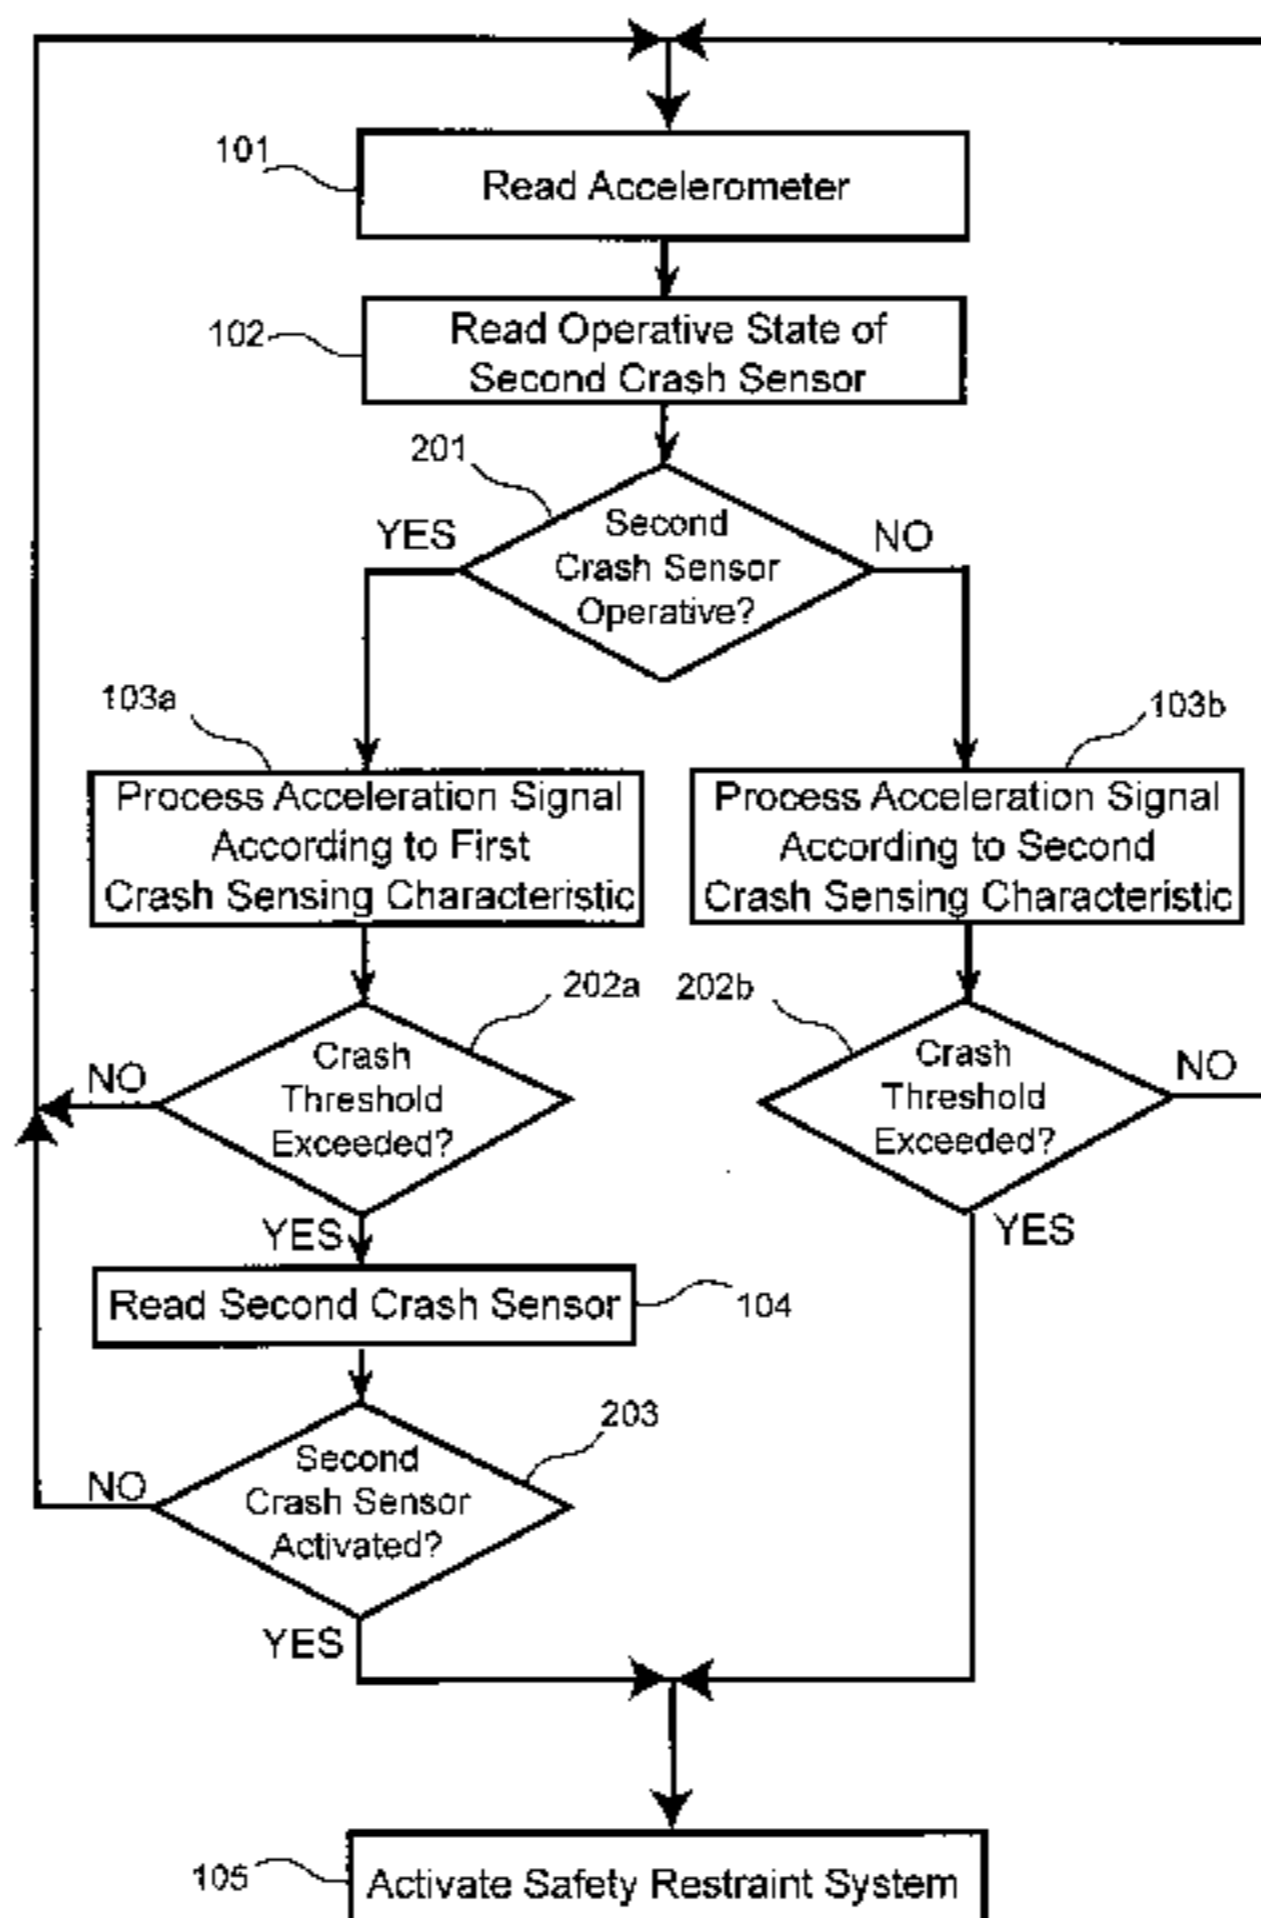 101
Read Accelerometer
102
Read Operative State of
Second Crash Sensor
201
YES
Second
Crash Sensor
Operative?
NO
103a
103b
Process Acceleration Signal
According to First
Crash Sensing Characteristic
Process Acceleration Signal
According to Second
Crash Sensing Characteristic
202a
202b
NO
Crash
Threshold
Exceeded?
Crash
Threshold
Exceeded?
NO
YES
YES
Read Second Crash Sensor
104
203
NO
Second
Crash Sensor
Activated?
YES
105
Activate Safety Restraint System